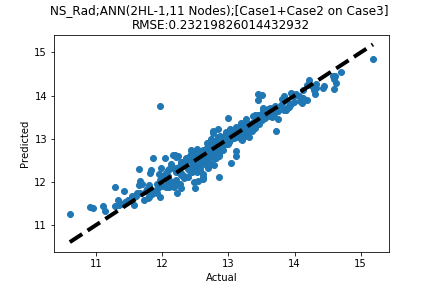 NS_Rad;ANN(2HL-1,11 Nodes);[Case1+Case2 on Case3]
RMSE:0.23219826014432932
15
14
13
12
11
Predicted
11
12
13
14
15
Actual